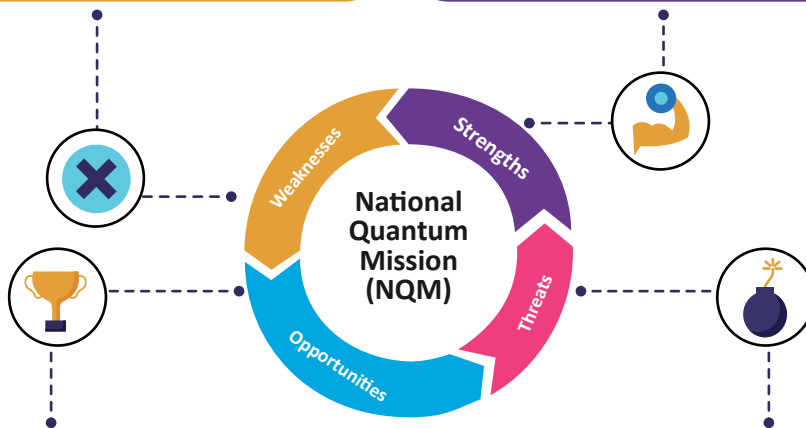 Weaknesses
Strengths
National
Quantum
Mission
(NQM)
Threats
Opportunities